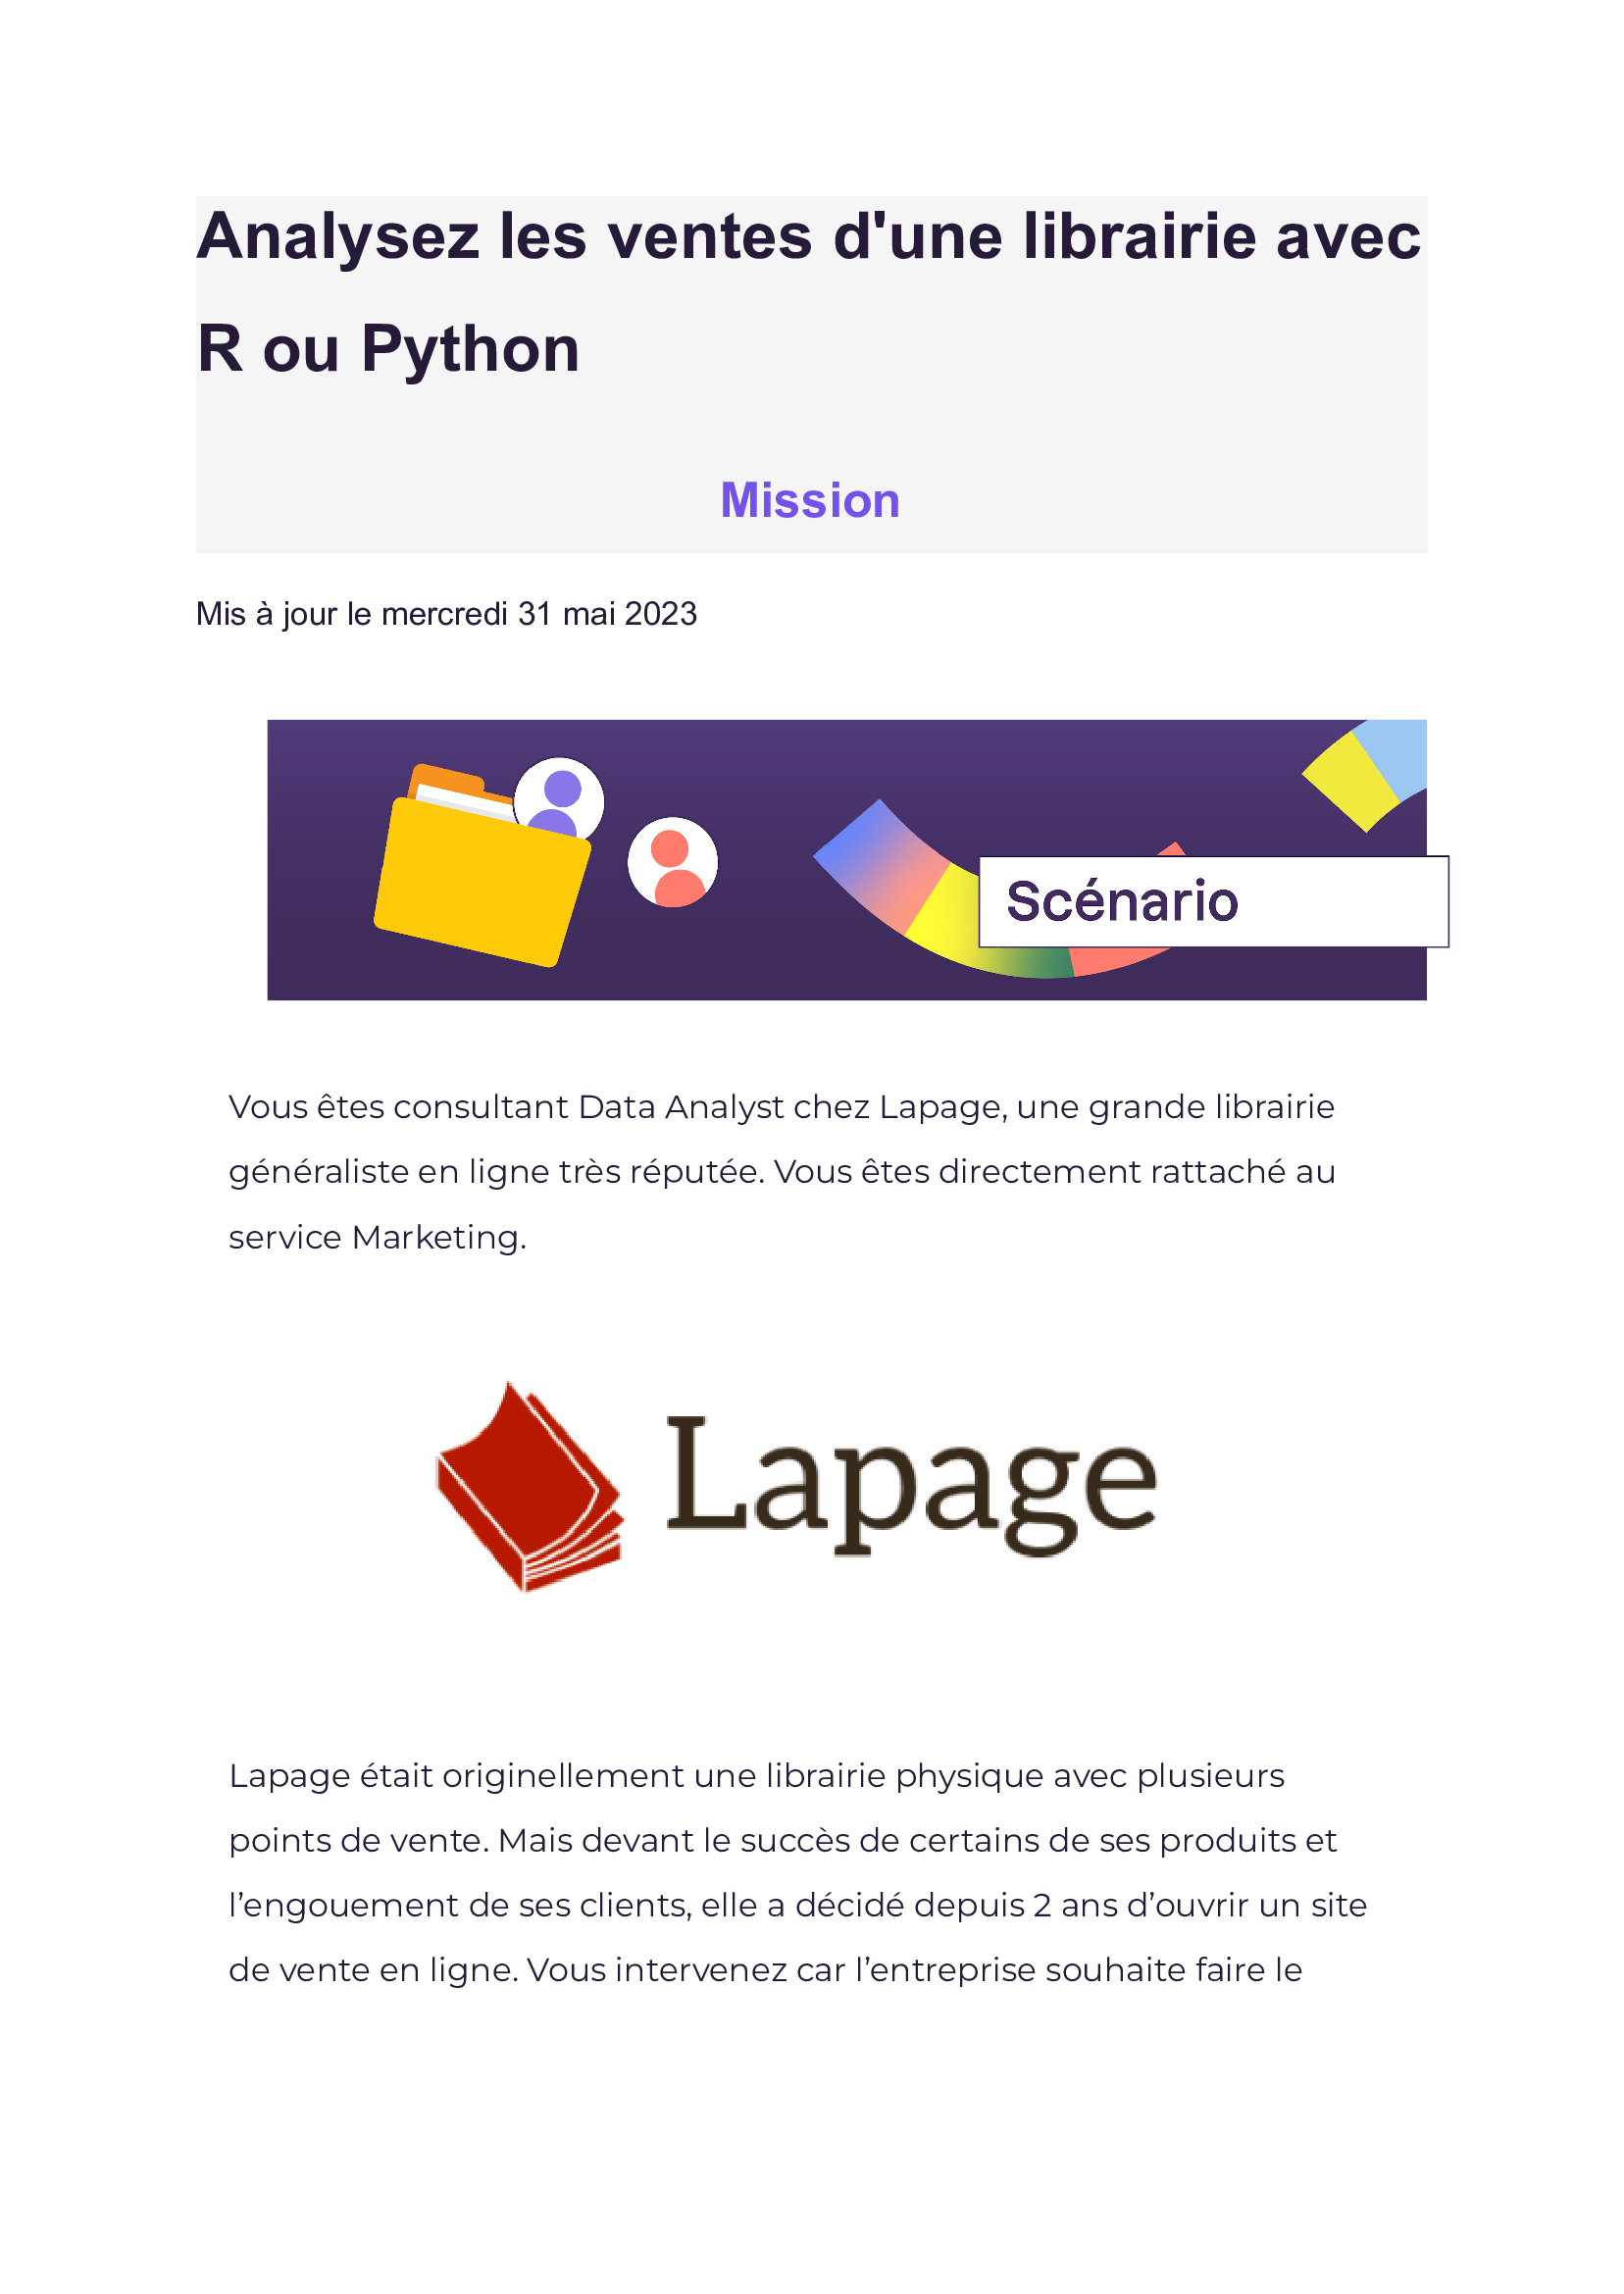 Analysez les ventes d'une librairie avec
R ou Python
Mission
Mis à jour le mercredi 31 mai 2023
Scénario
Vous êtes consultant Data Analyst chez Lapage, une grande librairie
généraliste en ligne très réputée. Vous êtes directement rattaché au
service Marketing.
Lapage
Lapage était originellement une librairie physique avec plusieurs
points de vente. Mais devant le succès de certains de ses produits et
l’engouement de ses clients, elle a décidé depuis 2 ans d’ouvrir un site
de vente en ligne. Vous intervenez car l’entreprise souhaite faire le